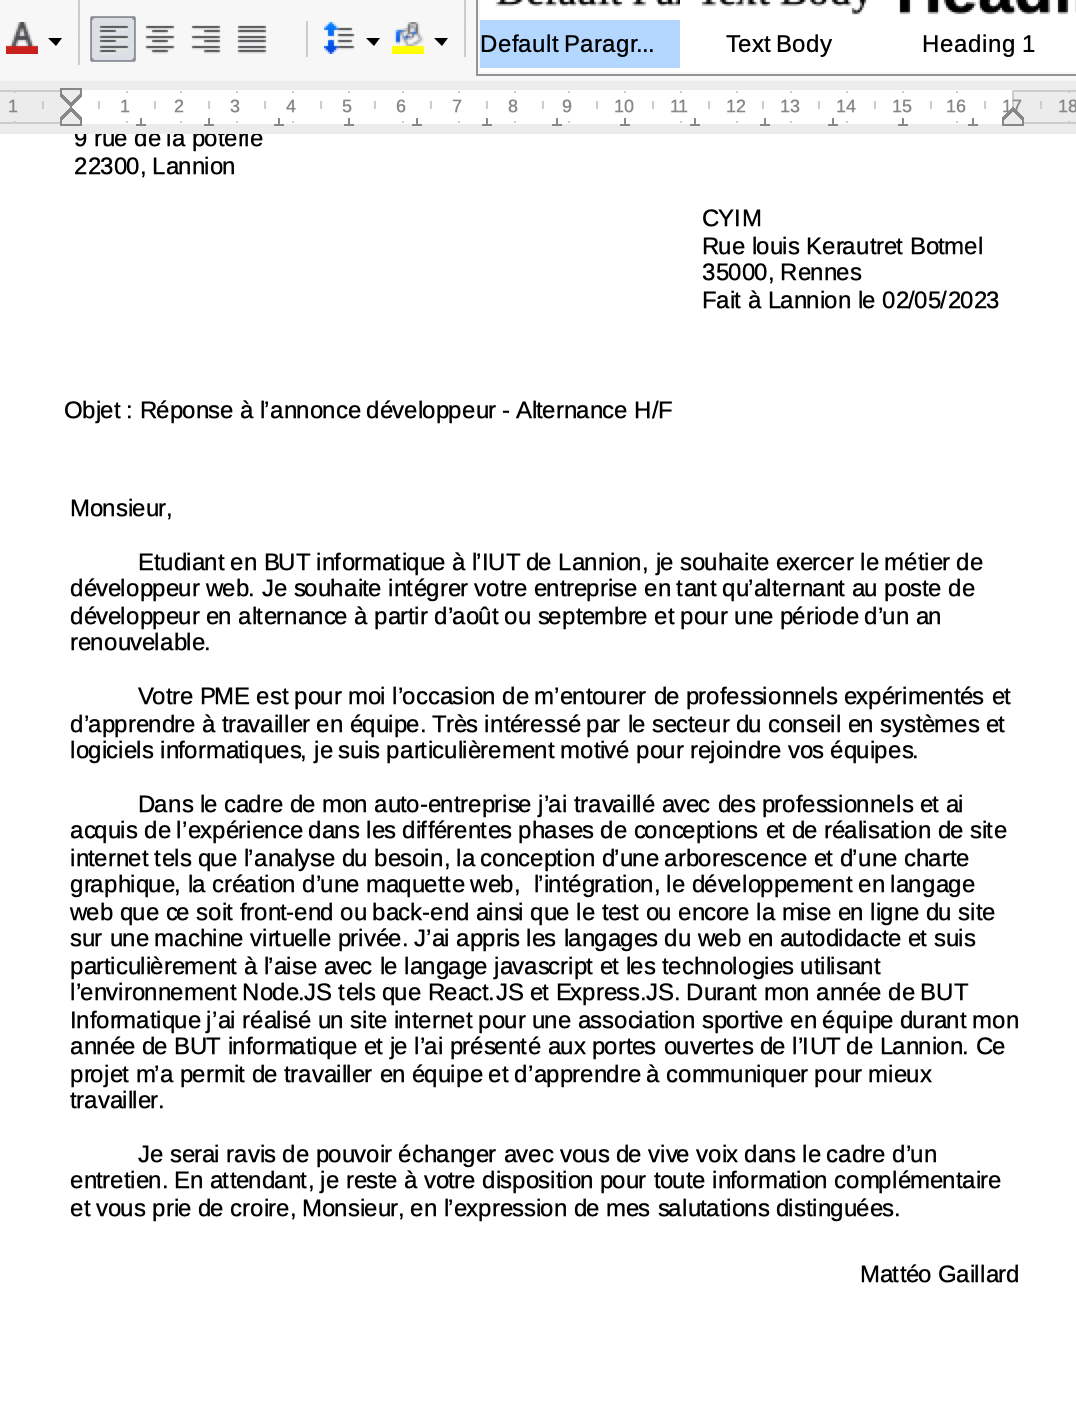 Default Par Text Body Headi
A
Default Paragr... Text Body Heading 1
1 1 2 3 4 5 6 7 8 9 10 11 12 13 14 15 16 17 18
9 rue de la poterie
22300, Lannion
CYIM
Rue louis Kerautret Botmel
35000, Rennes
Fait à Lannion le 02/05/2023
Objet : Réponse à l’annonce développeur - Alternance H/F
Monsieur,
Etudiant en BUT informatique à l’IUT de Lannion, je souhaite exercer le métier de
développeur web. Je souhaite intégrer votre entreprise en tant qu’alternant au poste de
développeur en alternance à partir d’août ou septembre et pour une période d’un an
renouvelable.
Votre PME est pour moi l’occasion de m’entourer de professionnels expérimentés et
d’apprendre à travailler en équipe. Très intéressé par le secteur du conseil en systèmes et
logiciels informatiques, je suis particulièrement motivé pour rejoindre vos équipes.
Dans le cadre de mon auto-entreprise j’ai travaillé avec des professionnels et ai
acquis de l’expérience dans les différentes phases de conceptions et de réalisation de site
internet tels que l’analyse du besoin, la conception d’une arborescence et d’une charte
graphique, la création d’une maquette web,  l’intégration, le développement en langage
web que ce soit front-end ou back-end ainsi que le test ou encore la mise en ligne du site
sur une machine virtuelle privée. J’ai appris les langages du web en autodidacte et suis
particulièrement à l’aise avec le langage javascript et les technologies utilisant
l’environnement Node.JS tels que React.JS et Express.JS. Durant mon année de BUT
Informatique j’ai réalisé un site internet pour une association sportive en équipe durant mon
année de BUT informatique et je l’ai présenté aux portes ouvertes de l’IUT de Lannion. Ce
projet m’a permit de travailler en équipe et d’apprendre à communiquer pour mieux
travailler.
Je serai ravis de pouvoir échanger avec vous de vive voix dans le cadre d’un
entretien. En attendant, je reste à votre disposition pour toute information complémentaire
et vous prie de croire, Monsieur, en l’expression de mes salutations distinguées.
Mattéo Gaillard